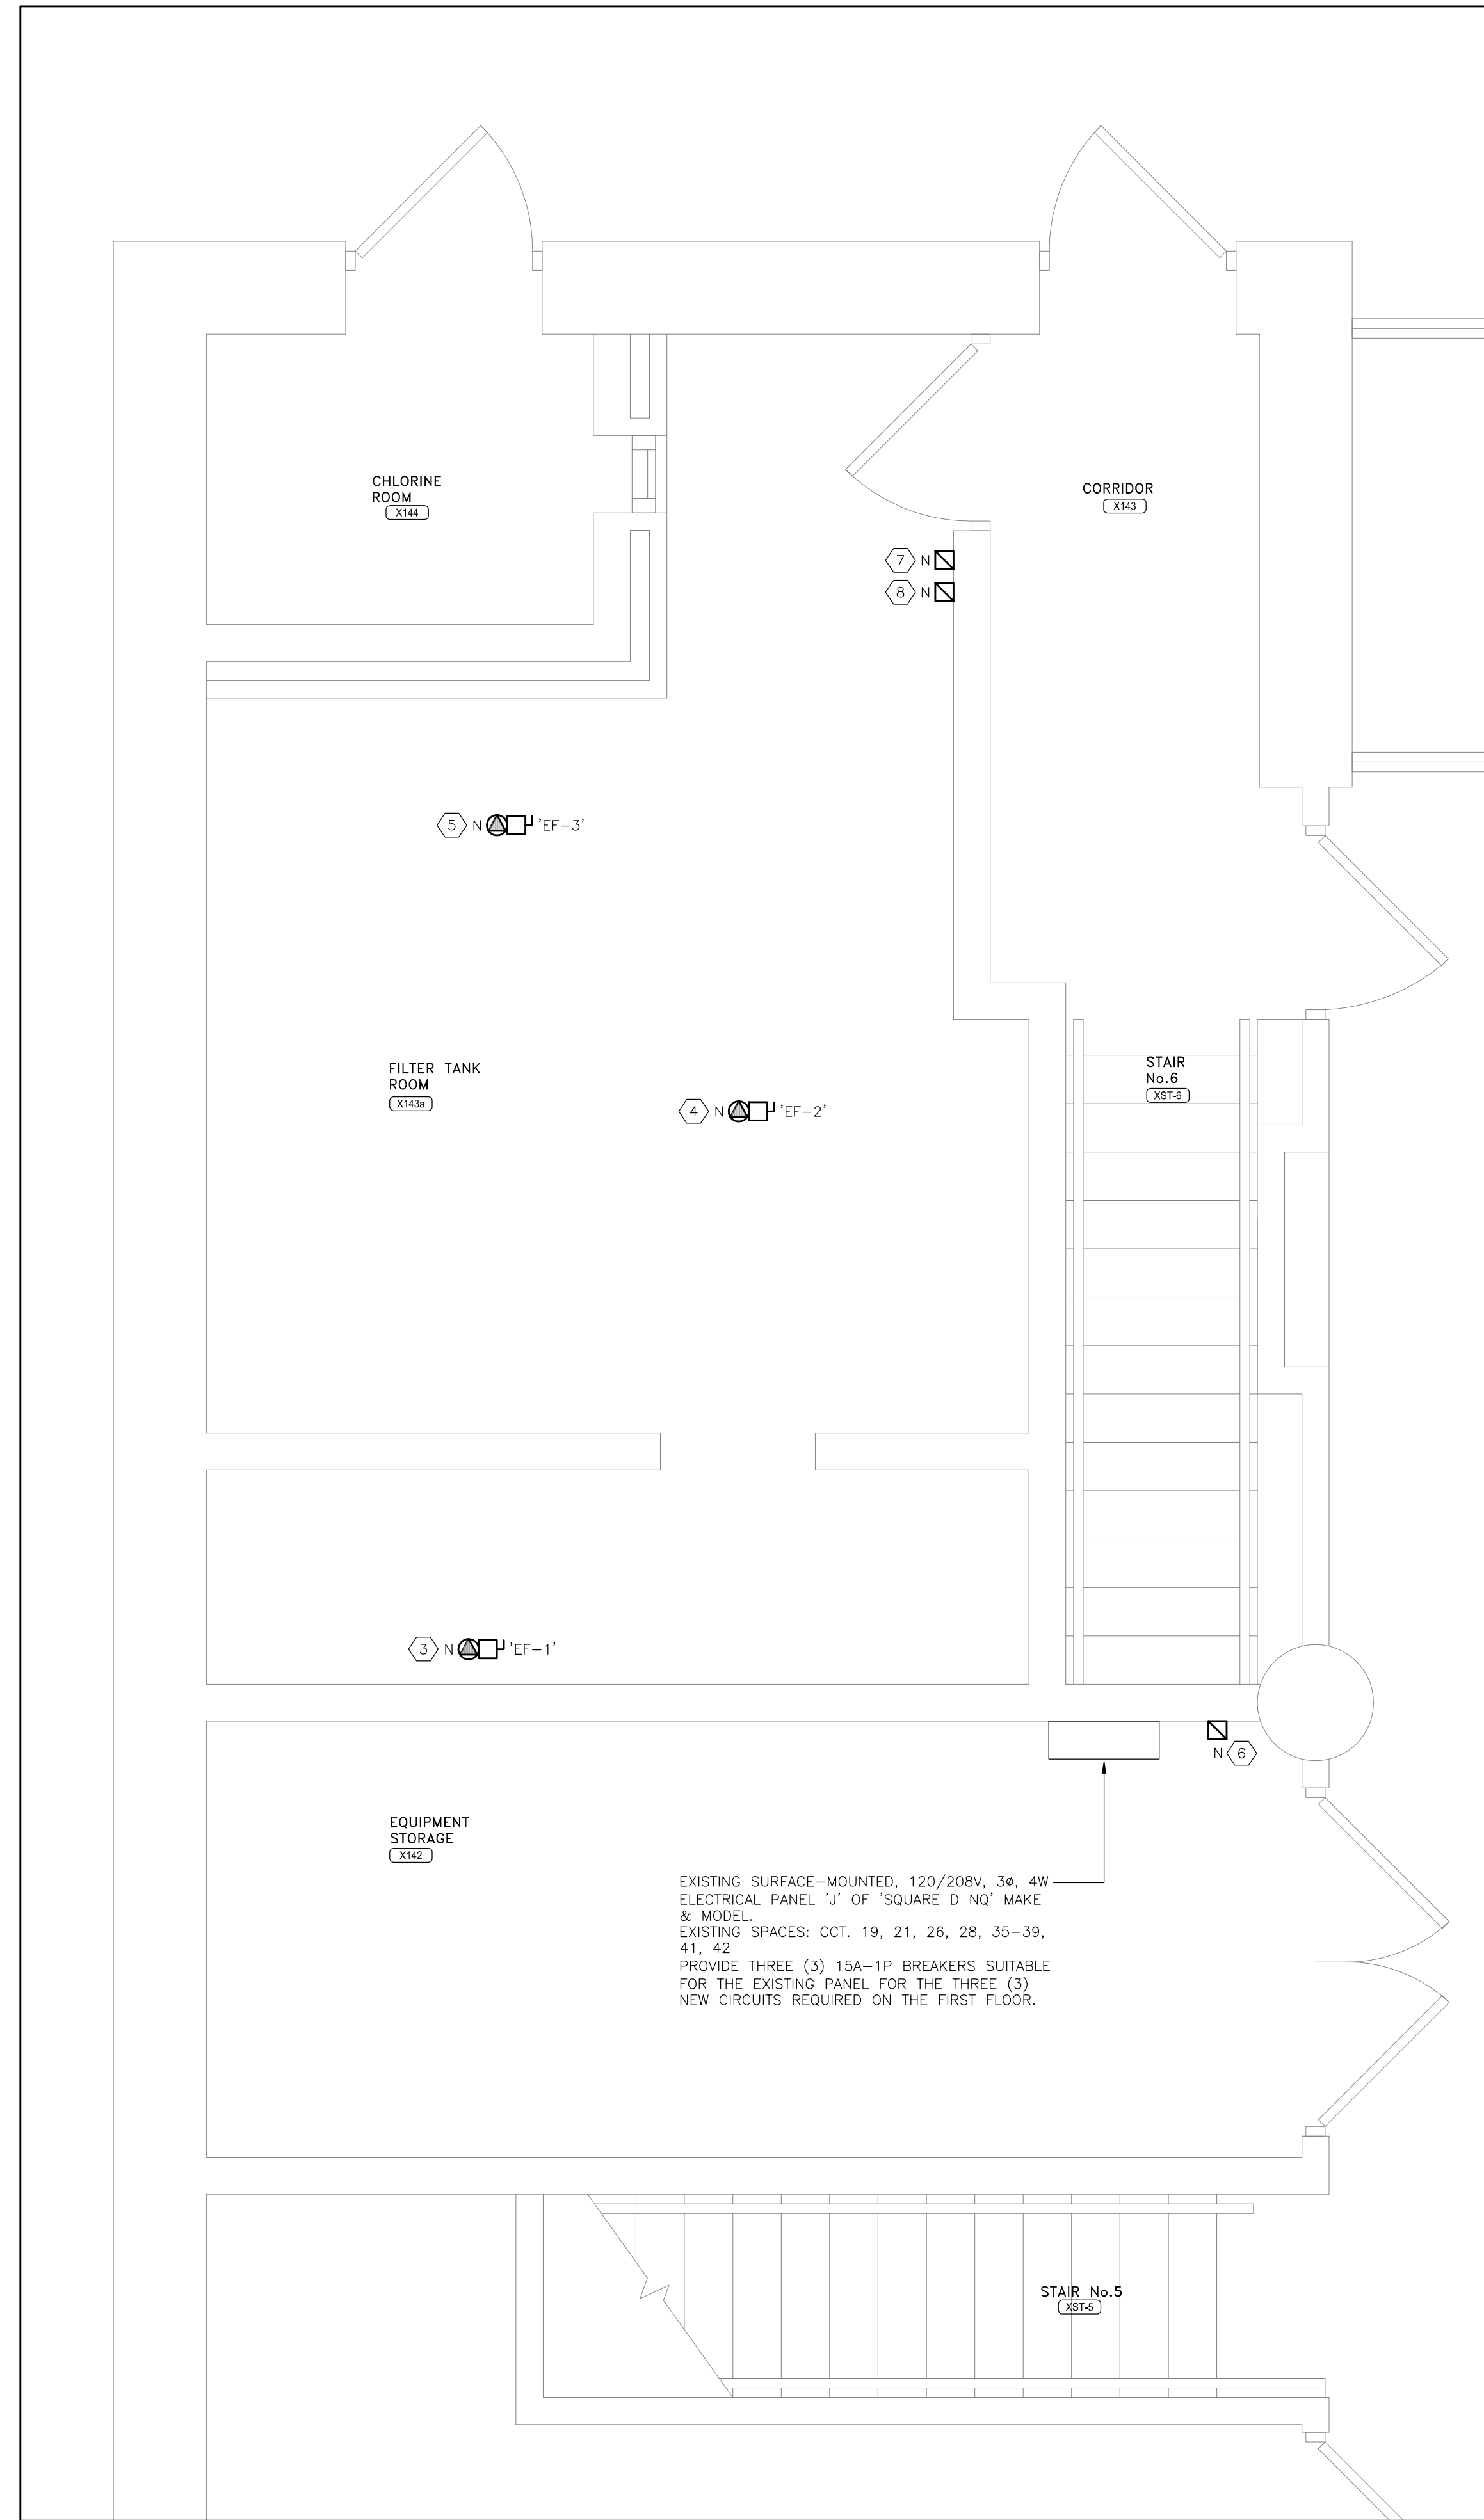 CHLORINE
ROOM
X144
CORRIDOR
X143
7 N
8 N
5 N 'EF-3'
FILTER TANK
ROOM
X143a
4 N 'EF-2'
STAIR
No.6
XST-6
3 N 'EF-1'
N 6
EQUIPMENT
STORAGE
X142
EXISTING SURFACE-MOUNTED, 120/208V, 3ø, 4W
ELECTRICAL PANEL 'J' OF 'SQUARE D NQ' MAKE
& MODEL.
EXISTING SPACES: CCT. 19, 21, 26, 28, 35-39,
41, 42
PROVIDE THREE (3) 15A-1P BREAKERS SUITABLE
FOR THE EXISTING PANEL FOR THE THREE (3)
NEW CIRCUITS REQUIRED ON THE FIRST FLOOR.
STAIR No.5
XST-5